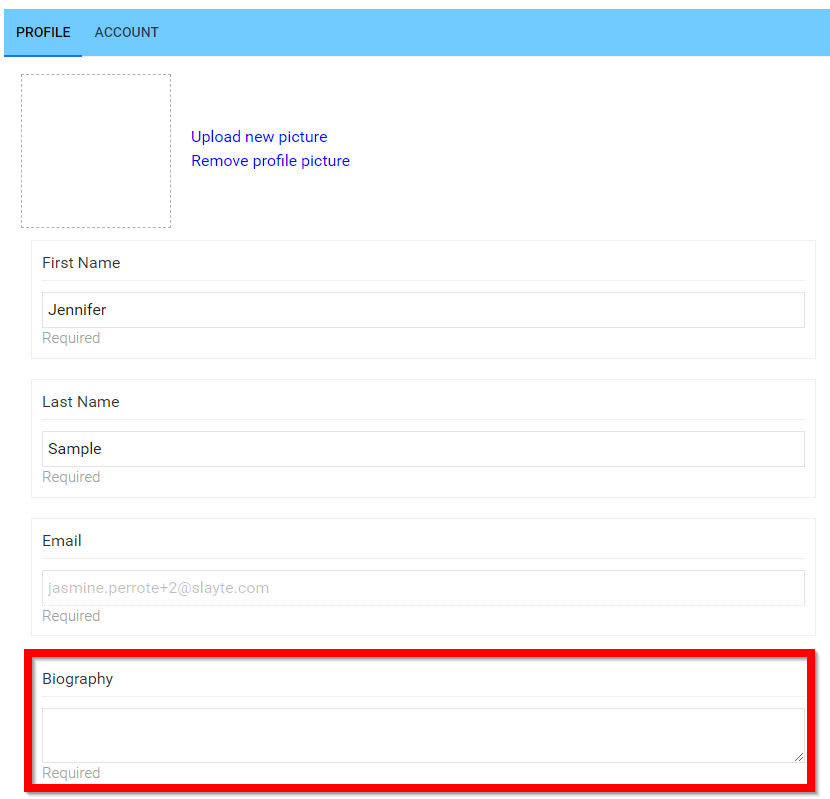 PROFILE ACCOUNT
Upload new picture
Remove profile picture
First Name
Jennifer
Required
Last Name
Sample
Required
Email
jasmine.perrote+2@slayte.com
Required
Biography
Required